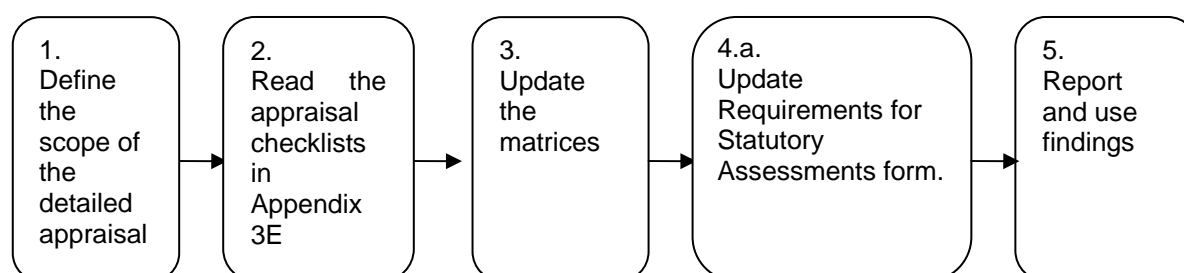 1.
Define
the
scope of
the
detailed
appraisal
2.
Read the
appraisal
checklists
in
Appendix
3E
3.
Update
the
matrices
4.a.
Update
Requirements for
Statutory
Assessments form.
5.
Report
and use
findings